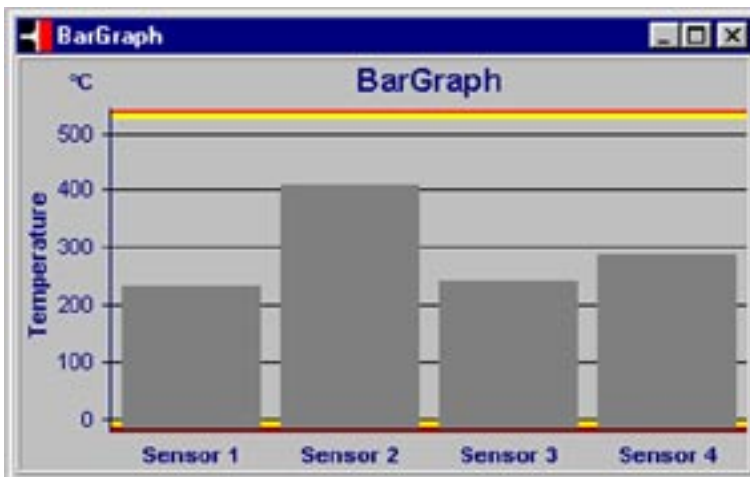 BarGraph
°C
BarGraph
500
400
300
200
100
0
Temperature
Sensor 1 Sensor 2 Sensor 3 Sensor 4